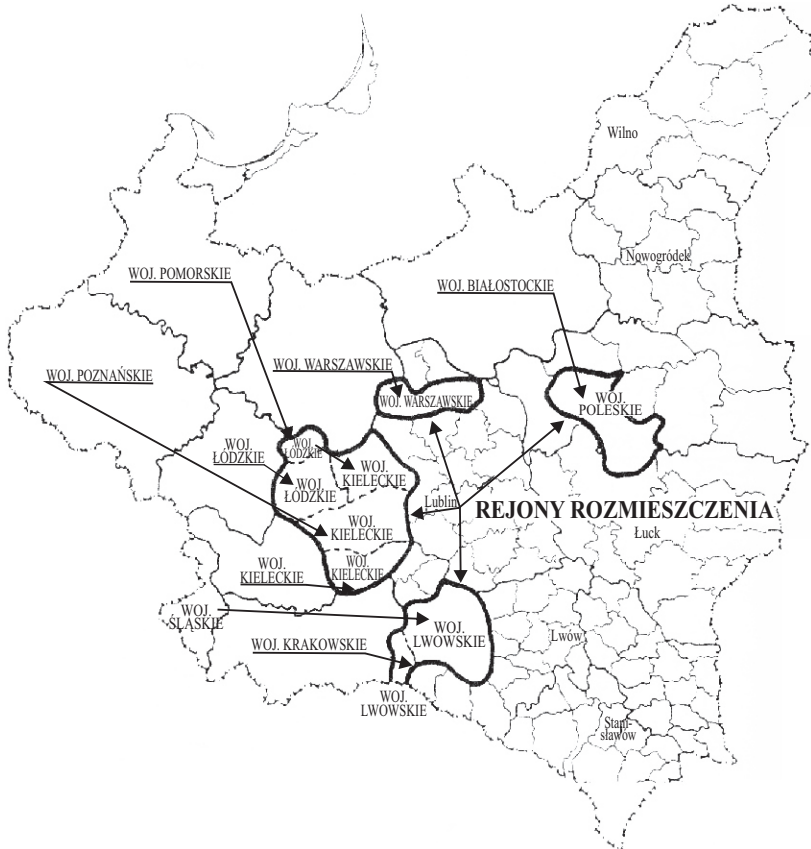 Wilno
Nowogródek
WOJ. POMORSKIE
WOJ. BIAŁOSTOCKIE
WOJ. WARSZAWSKIE
WOJ. POZNAŃSKIE
WOJ. WARSZAWSKIE
WOJ.
POLESKIE
WOJ.
ŁÓDZKIE
WOJ.
ŁÓDZKIE
WOJ.
KIELECKIE
WOJ.
ŁÓDZKIE
Lublin
REJONY ROZMIESZCZENIA
WOJ.
KIELECKIE
Łuck
WOJ.
KIELECKIE
WOJ.
KIELECKIE
WOJ.
ŚLĄSKIE
WOJ.
LWOWSKIE
Lwów
WOJ. KRAKOWSKIE
WOJ.
LWOWSKIE
Stani-
sławów